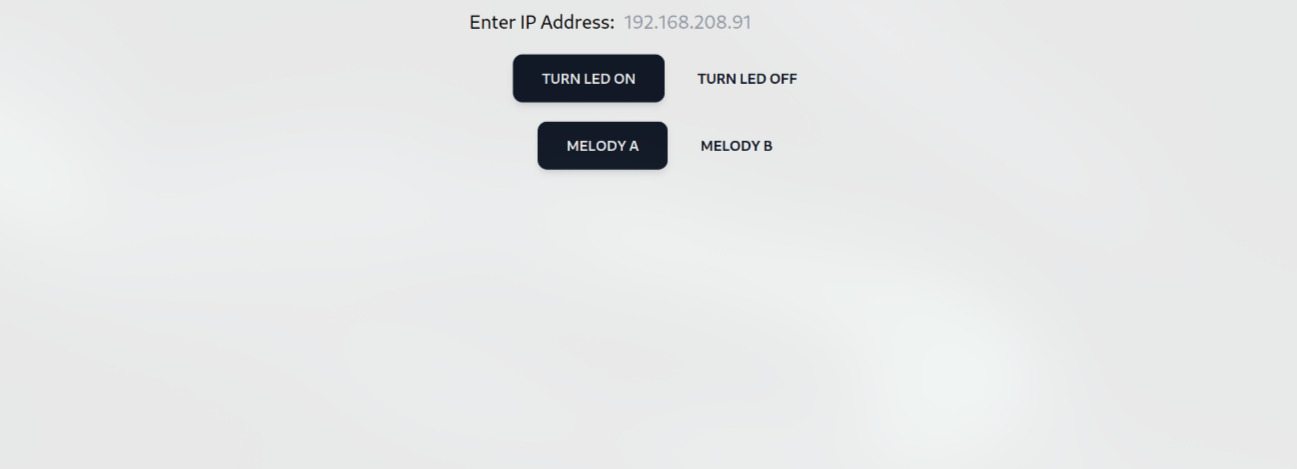 Enter IP Address: 192.168.208.91
TURN LED ON TURN LED OFF
MELODY A MELODY B